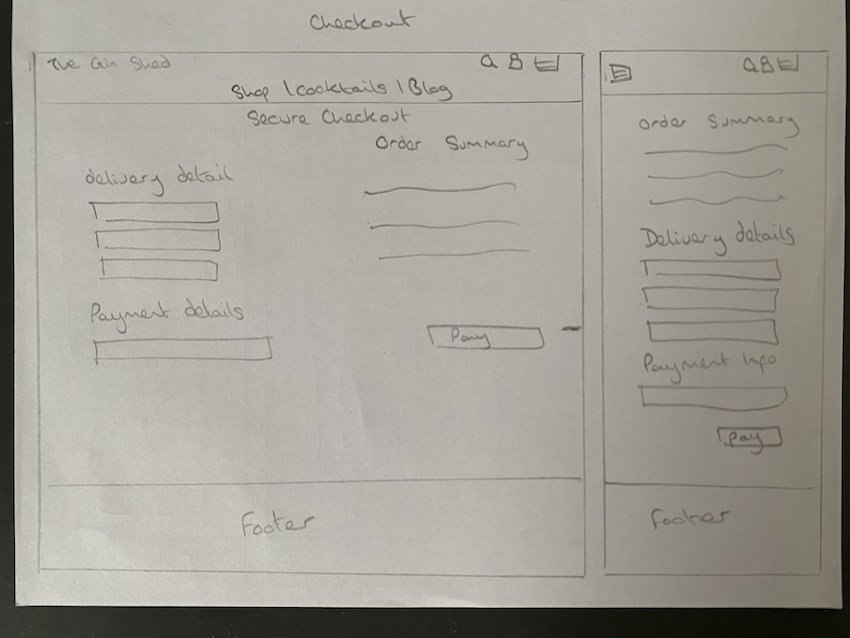 Checkout
The Gin Shed
Shop | Cocktails | Blog
Secure Checkout
Order Summary
delivery detail
Payment details
Pay
Footer
Order Summary
Delivery details
Payment Info
Pay
Footer